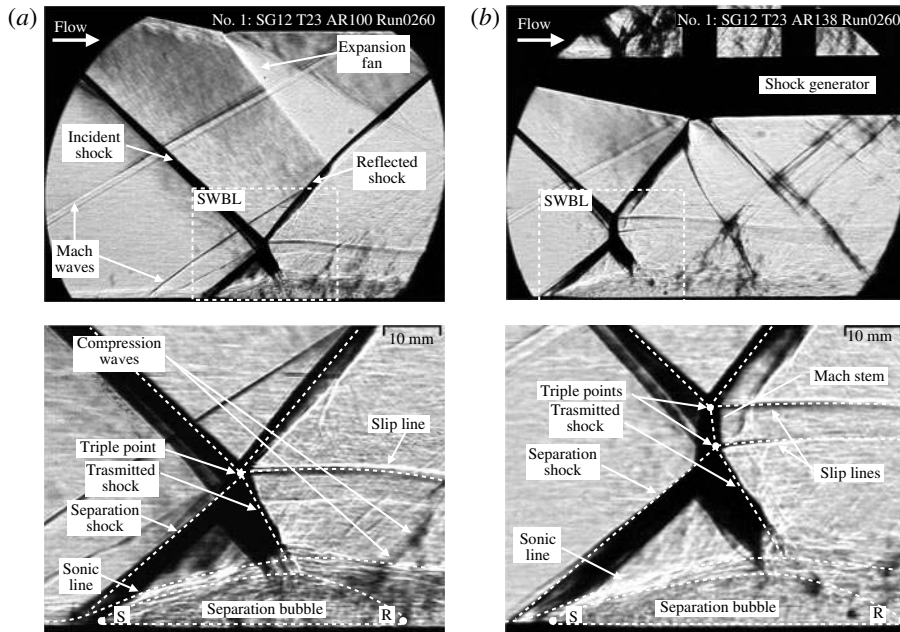 (a)
No. 1: SG12 T23 AR100 Run0260
Flow
Expansion
fan
Incident
shock
Reflected
shock
SWBL
Mach
waves
(b)
No. 1: SG12 T23 AR138 Run0260
Flow
Shock generator
SWBL
10 mm
Compression
waves
Slip line
Triple point
Trasmitted
shock
Separation
shock
Sonic
line
S
Separation bubble
R
10 mm
Mach stem
Triple points
Trasmitted
shock
Separation
shock
Slip lines
Sonic
line
S
Separation bubble
R